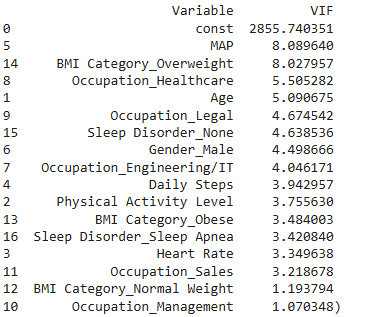 Variable VIF
0 const 2855.740351
5 MAP 8.089640
14 BMI Category_Overweight 8.027957
8 Occupation_Healthcare 5.505282
1 Age 5.090675
9 Occupation_Legal 4.674542
15 Sleep Disorder_None 4.638536
6 Gender_Male 4.498666
7 Occupation_Engineering/IT 4.046171
4 Daily Steps 3.942957
2 Physical Activity Level 3.755630
13 BMI Category_Obese 3.484003
16 Sleep Disorder_Sleep Apnea 3.420840
3 Heart Rate 3.349638
11 Occupation_Sales 3.218678
12 BMI Category_Normal Weight 1.193794
10 Occupation_Management 1.070348)